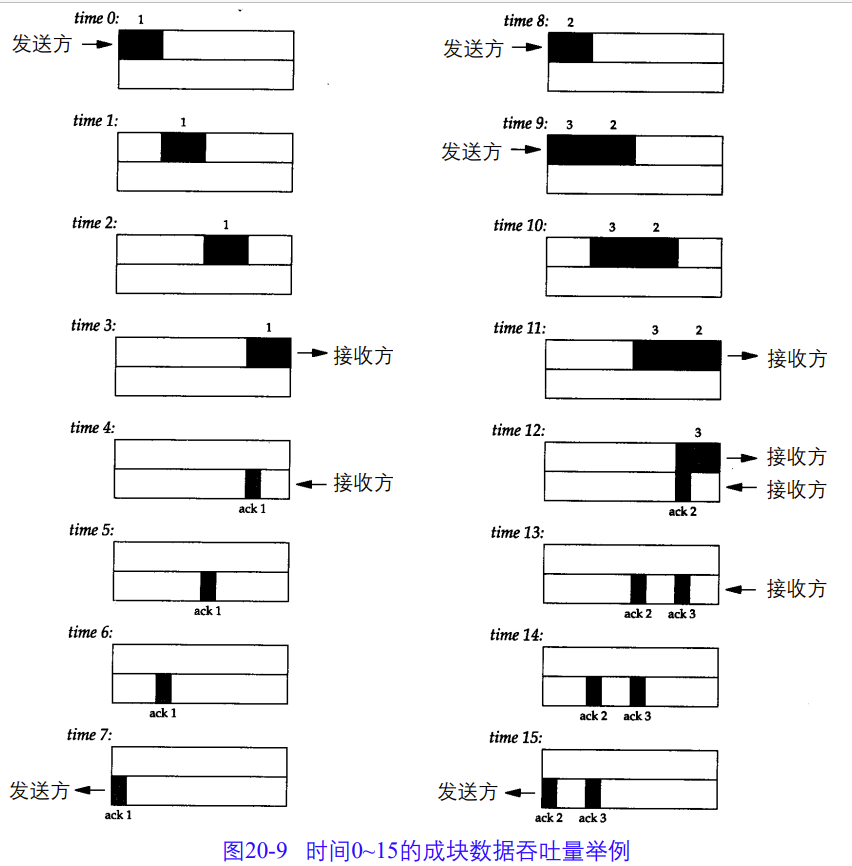 time 0: 1
发送方
time 1: 1
time 2: 1
time 3: 1
接收方
time 4:
接收方
ack 1
time 5:
ack 1
time 6:
ack 1
time 7:
发送方
ack 1
time 8: 2
发送方
time 9: 3 2
发送方
time 10: 3 2
time 11: 3 2
接收方
time 12: 3
接收方
接收方
ack 2
time 13:
接收方
ack 2 ack 3
time 14:
ack 2 ack 3
time 15:
发送方
ack 2 ack 3
图20-9 时间0~15的成块数据吞吐量举例